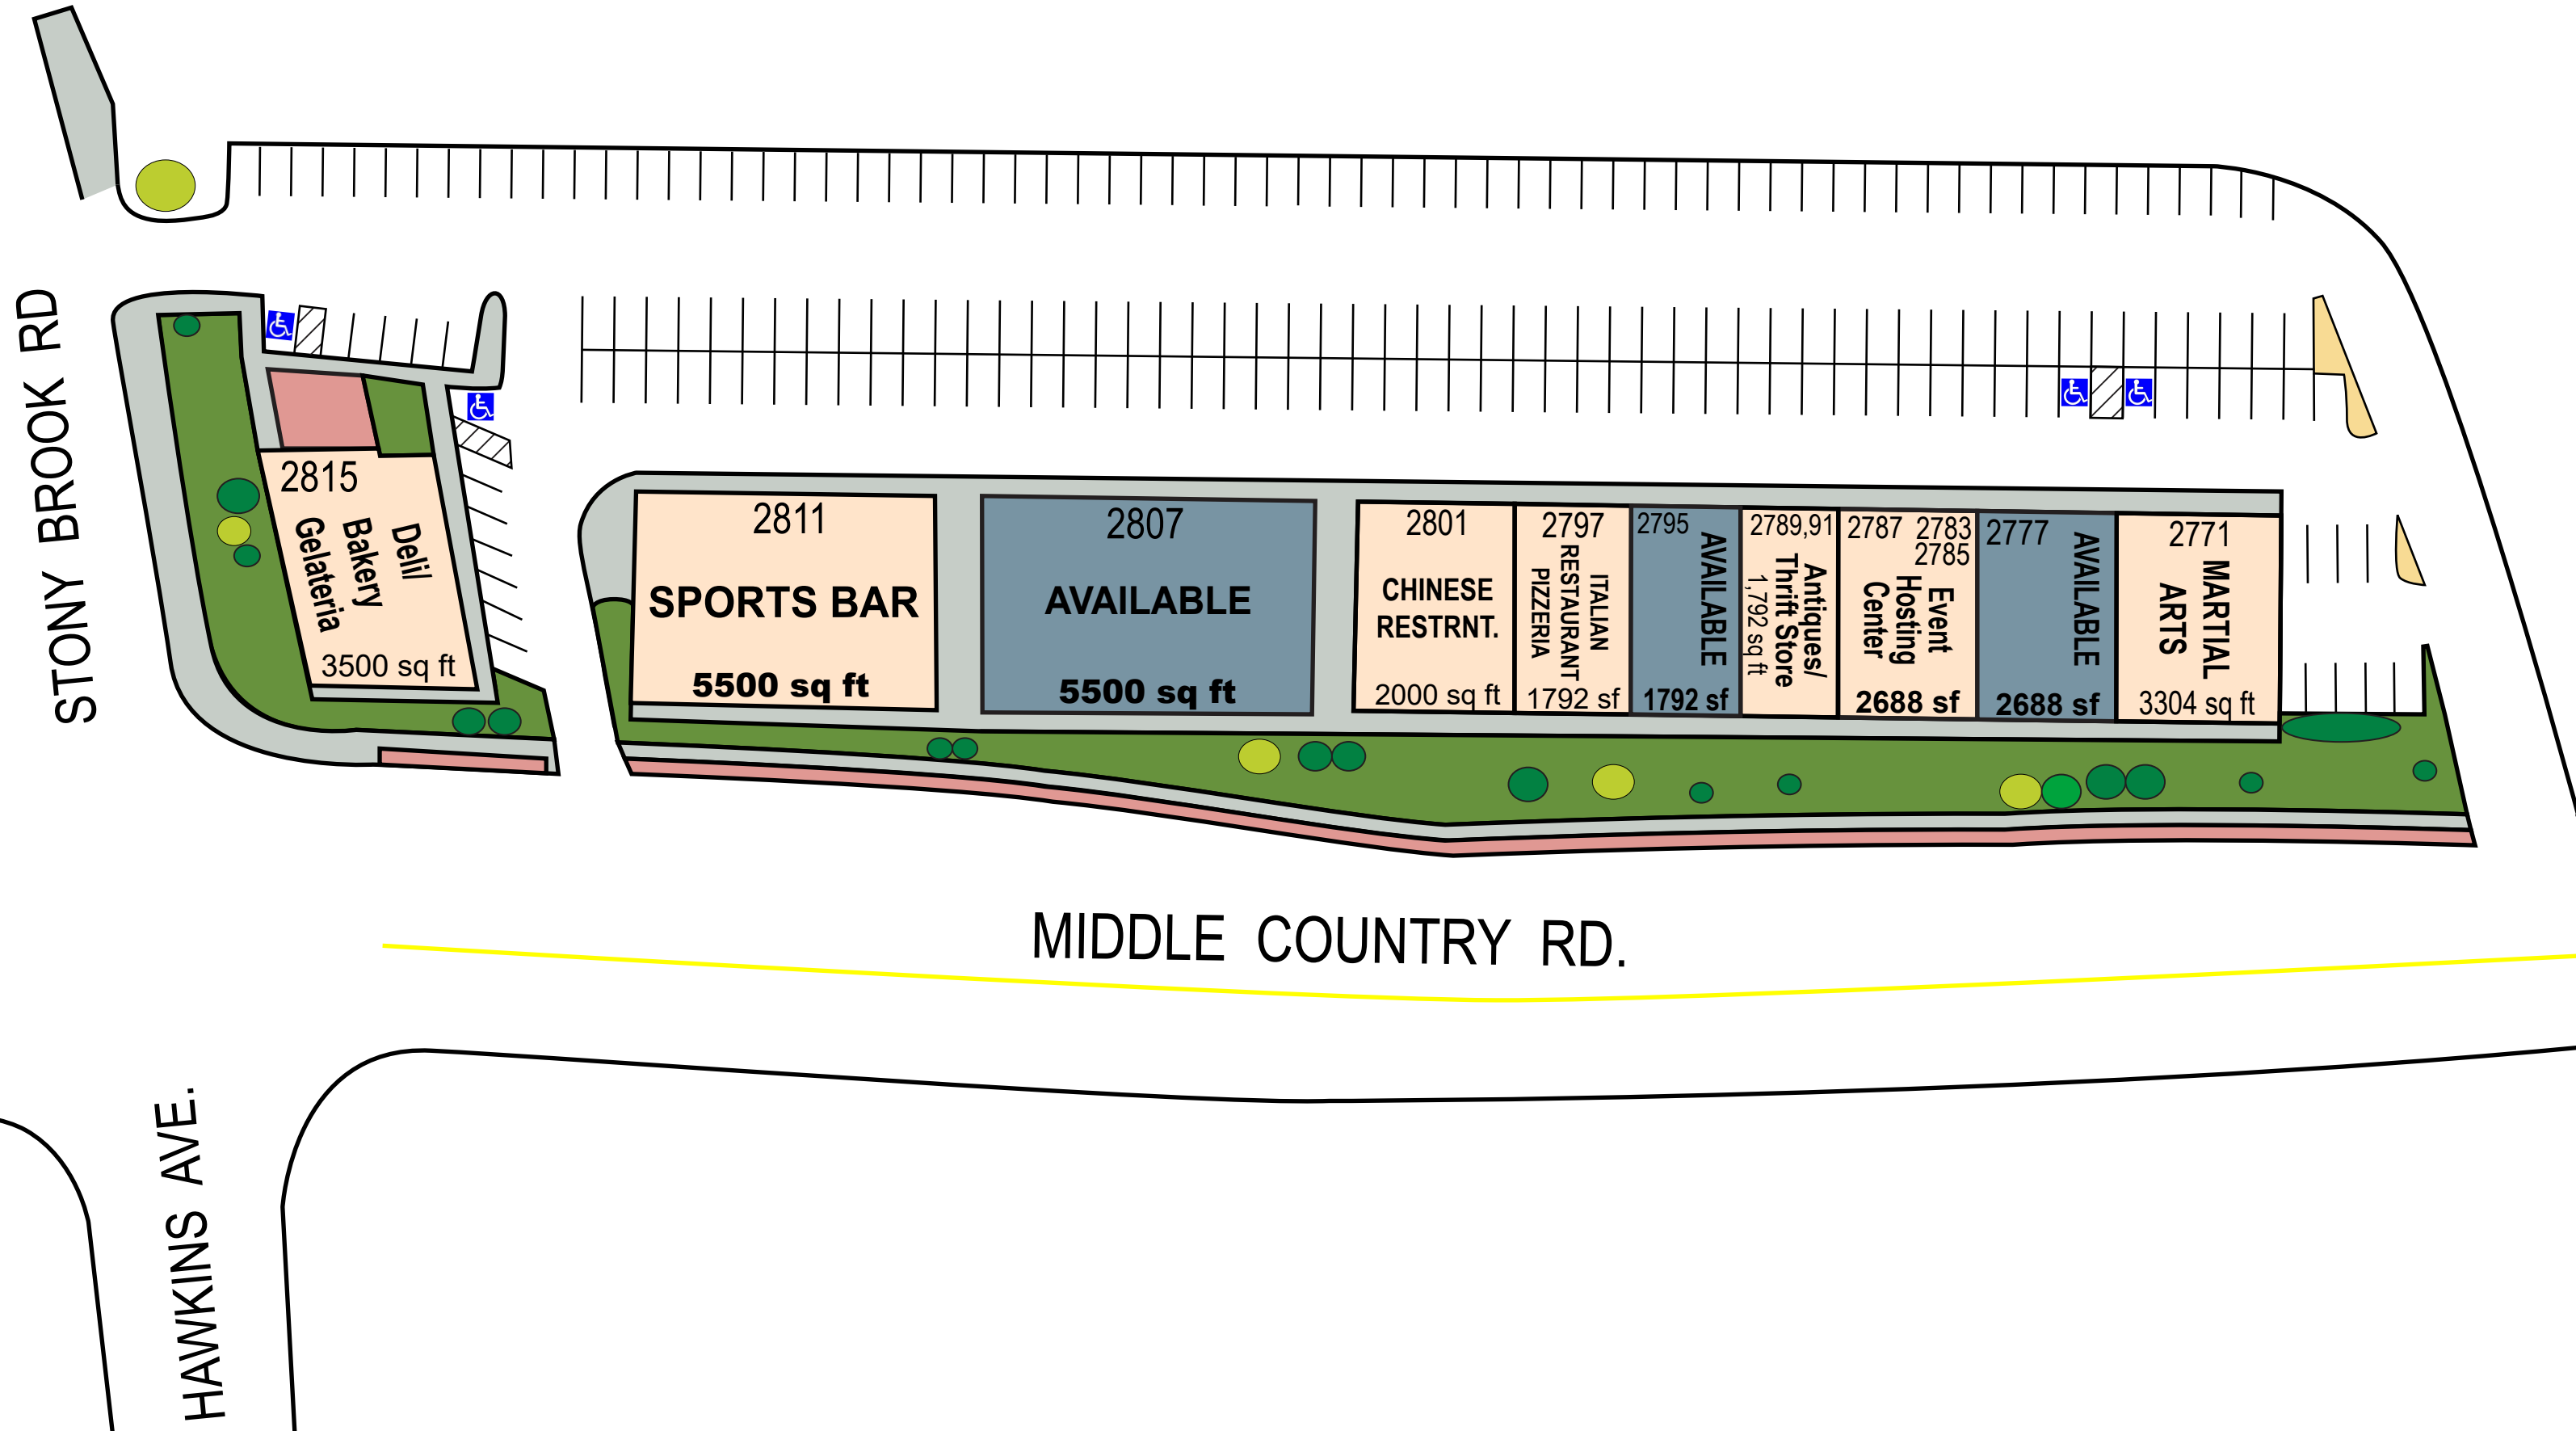 STONY BROOK RD
2815
Deli/
Bakery
Gelateria
3500 sq ft
2811
SPORTS BAR
5500 sq ft
2807
AVAILABLE
5500 sq ft
2801
CHINESE
RESTRNT.
2000 sq ft
2797
ITALIAN
RESTAURANT
PIZZERIA
1792 sf
2795
AVAILABLE
1792 sf
2789,91
Antiques/
Thrift Store
1,792 sq ft
2787 2783
2785
Event
Hosting
Center
2688 sf
2777
AVAILABLE
2688 sf
2771
MARTIAL
ARTS
3304 sq ft
MIDDLE COUNTRY RD.
HAWKINS AVE.